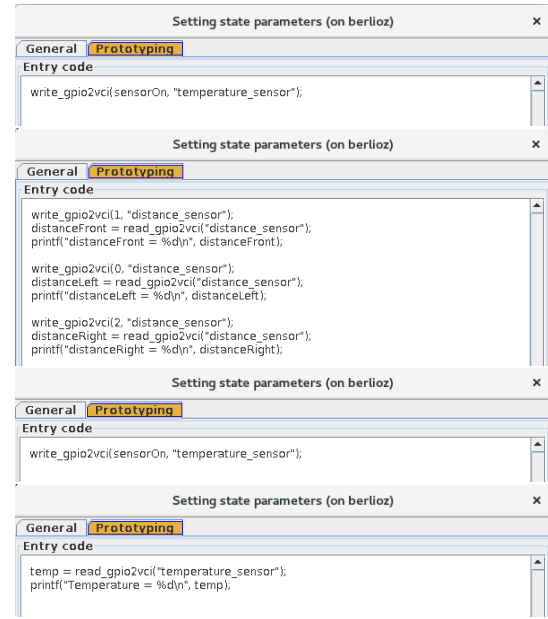 Setting state parameters (on berlioz) ×
General Prototyping
Entry code
write_gpio2vci(sensorOn, "temperature_sensor");
Setting state parameters (on berlioz) ×
General Prototyping
Entry code
write_gpio2vci(1, "distance_sensor");
distanceFront = read_gpio2vci("distance_sensor");
printf("distanceFront = %d\n", distanceFront);
write_gpio2vci(0, "distance_sensor");
distanceLeft = read_gpio2vci("distance_sensor");
printf("distanceLeft = %d\n", distanceLeft);
write_gpio2vci(2, "distance_sensor");
distanceRight = read_gpio2vci("distance_sensor");
printf("distanceRight = %d\n", distanceRight);
Setting state parameters (on berlioz) ×
General Prototyping
Entry code
write_gpio2vci(sensorOn, "temperature_sensor");
Setting state parameters (on berlioz) ×
General Prototyping
Entry code
temp = read_gpio2vci("temperature_sensor");
printf("Temperature = %d\n", temp);